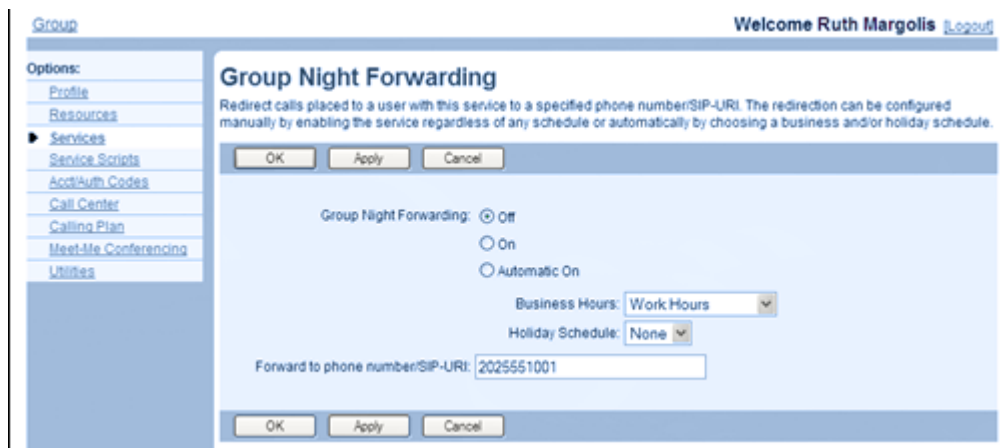 Group
Welcome Ruth Margolis [Logout]
Options:
Profile
Resources
Services
Service Scripts
Acct/Auth Codes
Call Center
Calling Plan
Meet-Me Conferencing
Utilities
Group Night Forwarding
Redirect calls placed to a user with this service to a specified phone number/SIP-URI. The redirection can be configured
manually by enabling the service regardless of any schedule or automatically by choosing a business and/or holiday schedule.
OK Apply Cancel
Group Night Forwarding: Off
On
Automatic On
Business Hours: Work Hours
Holiday Schedule: None
Forward to phone number/SIP-URI: 2025551001
OK Apply Cancel